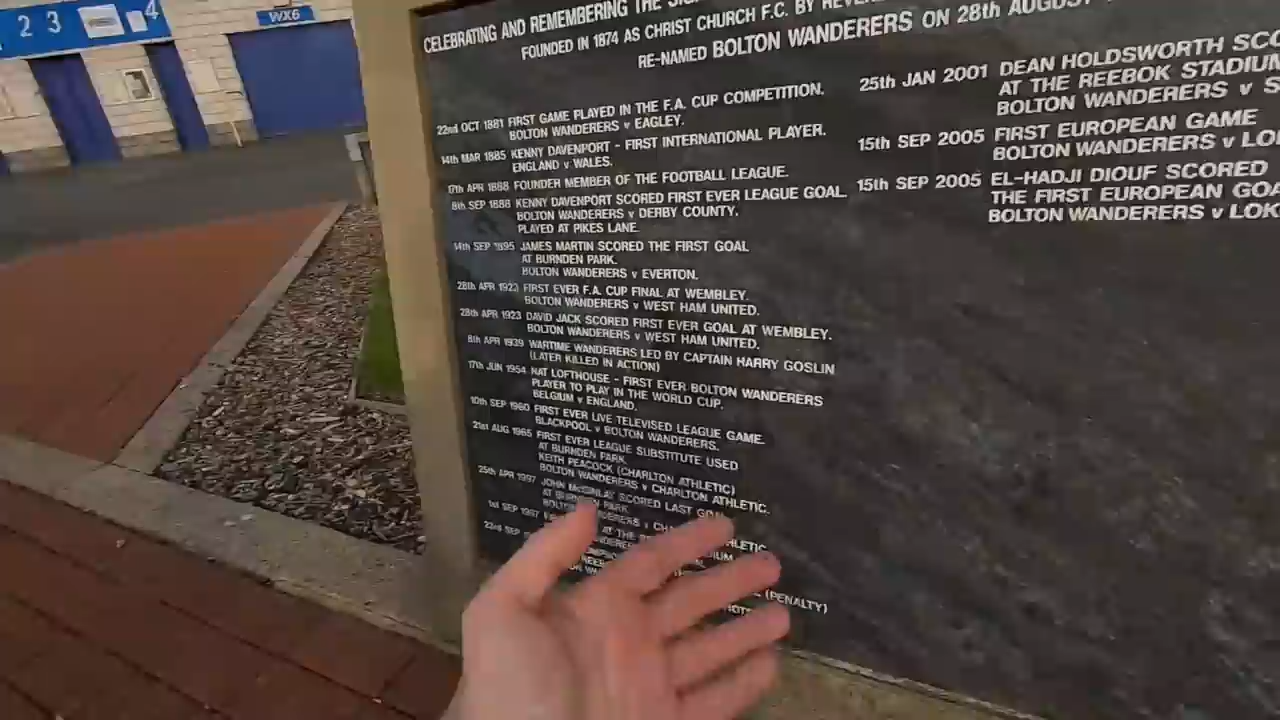 2 3 4
WX6
CELEBRATING AND REMEMBERING THE
FOUNDED IN 1874 AS CHRIST CHURCH F.C. BY
RE-NAMED BOLTON WANDERERS ON 28th AUGUST
22nd OCT 1881 FIRST GAME PLAYED IN THE F.A. CUP COMPETITION.
BOLTON WANDERERS v EAGLEY.
14th MAR 1885 KENNY DAVENPORT - FIRST INTERNATIONAL PLAYER.
ENGLAND v WALES.
17th APR 1888 FOUNDER MEMBER OF THE FOOTBALL LEAGUE.
8th SEP 1888 KENNY DAVENPORT SCORED FIRST EVER LEAGUE GOAL.
BOLTON WANDERERS v DERBY COUNTY.
PLAYED AT PIKES LANE.
14th SEP 1895 JAMES MARTIN SCORED THE FIRST GOAL
AT BURNDEN PARK.
BOLTON WANDERERS v EVERTON.
28th APR 1923 FIRST EVER F.A. CUP FINAL AT WEMBLEY.
BOLTON WANDERERS v WEST HAM UNITED.
28th APR 1923 DAVID JACK SCORED FIRST EVER GOAL AT WEMBLEY.
BOLTON WANDERERS v WEST HAM UNITED.
8th APR 1939 WARTIME WANDERERS LED BY CAPTAIN HARRY GOSLIN
(LATER KILLED IN ACTION)
17th JUN 1954 NAT LOFTHOUSE - FIRST EVER BOLTON WANDERERS
PLAYER TO PLAY IN THE WORLD CUP.
BELGIUM v ENGLAND.
10th SEP 1960 FIRST EVER LIVE TELEVISED LEAGUE GAME.
BLACKPOOL v BOLTON WANDERERS.
21st AUG 1965 FIRST EVER LEAGUE SUBSTITUTE USED
AT BURNDEN PARK.
KEITH PEACOCK (CHARLTON ATHLETIC)
BOLTON WANDERERS v CHARLTON ATHLETIC.
25th APR 1997 JOHN McGINLAY SCORED LAST GOAL
AT BURNDEN PARK.
1st SEP 1997
23rd SEP
(PENALTY)
25th JAN 2001 DEAN HOLDSWORTH
AT THE REEBOK STADIUM
BOLTON WANDERERS v
15th SEP 2005 FIRST EUROPEAN GAME
BOLTON WANDERERS v
15th SEP 2005 EL-HADJI DIOUF SCORED
THE FIRST EUROPEAN
BOLTON WANDERERS v